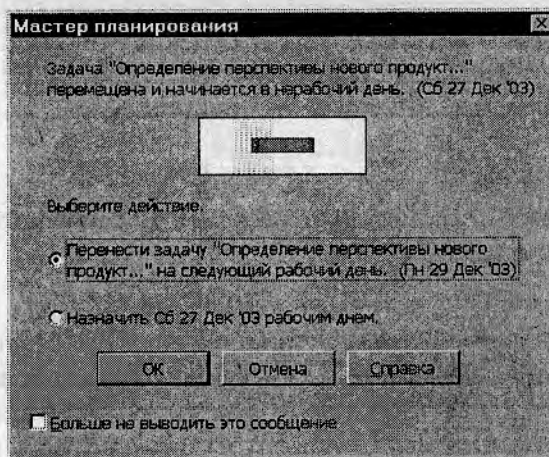 Мастер планирования
Задача "Определение перспективы нового продукт..."
перемещена и начинается в нерабочий день. (Сб 27 Дек '03)
Выберите действие.
Перенести задачу "Определение перспективы нового
продукт..." на следующий рабочий день. (Пн 29 Дек '03)
Назначить Сб 27 Дек '03 рабочим днем.
ОК
Отмена
Справка
Больше не выводить это сообщение